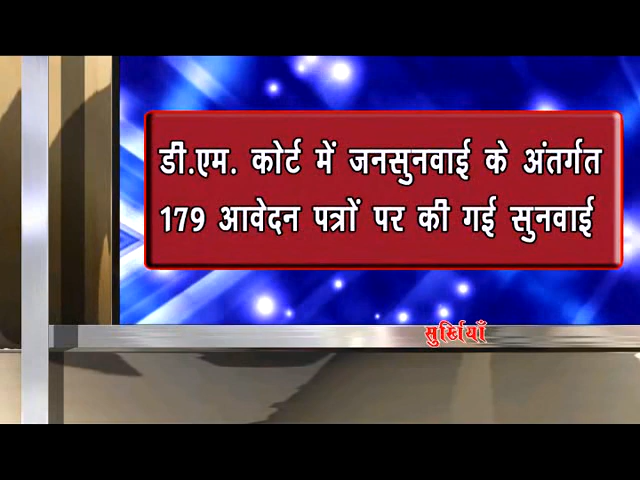 डी.एम. कोर्ट में जनसुनवाई के अंतर्गत
179 आवेदन पत्रों पर की गई सुनवाई
सुर्खियाँ